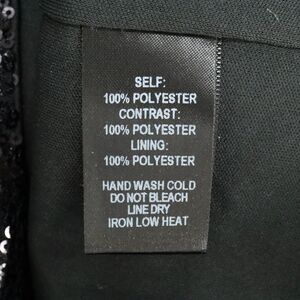 SELF:
100% POLYESTER
CONTRAST:
100% POLYESTER
LINING:
100% POLYESTER
HAND WASH COLD
DO NOT BLEACH
LINE DRY
IRON LOW HEAT